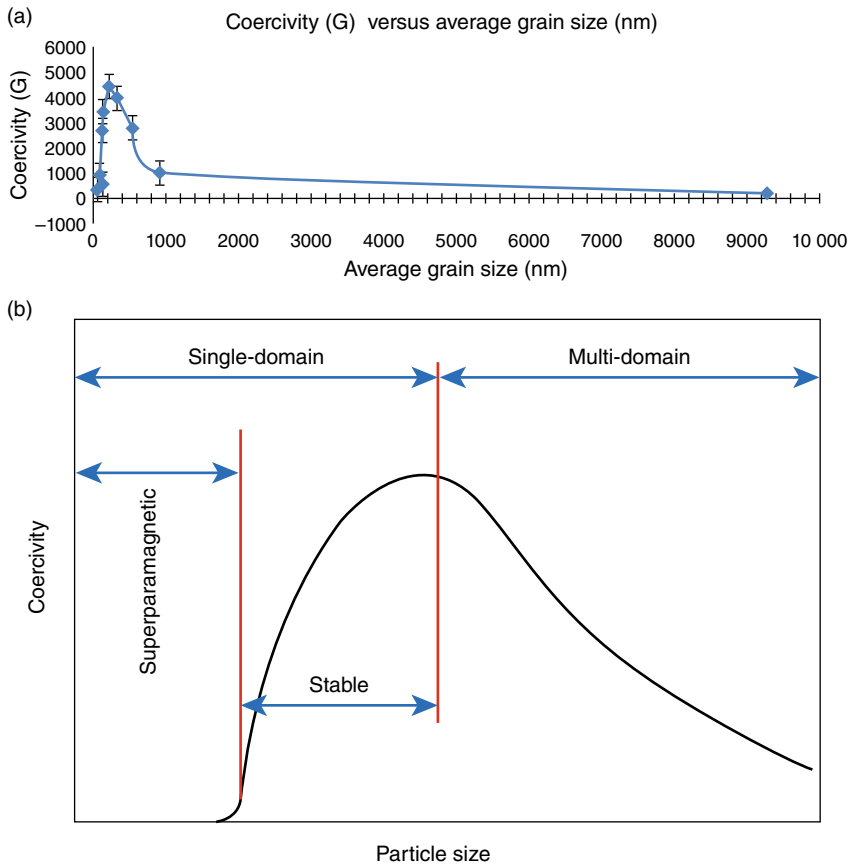 (a)
Coercivity (G) versus average grain size (nm)
Coercivity (G)
6000
5000
4000
3000
2000
1000
0
−1000
0 1000 2000 3000 4000 5000 6000 7000 8000 9000 10 000
Average grain size (nm)
(b)
Single-domain
Multi-domain
Superparamagnetic
Stable
Coercivity
Particle size